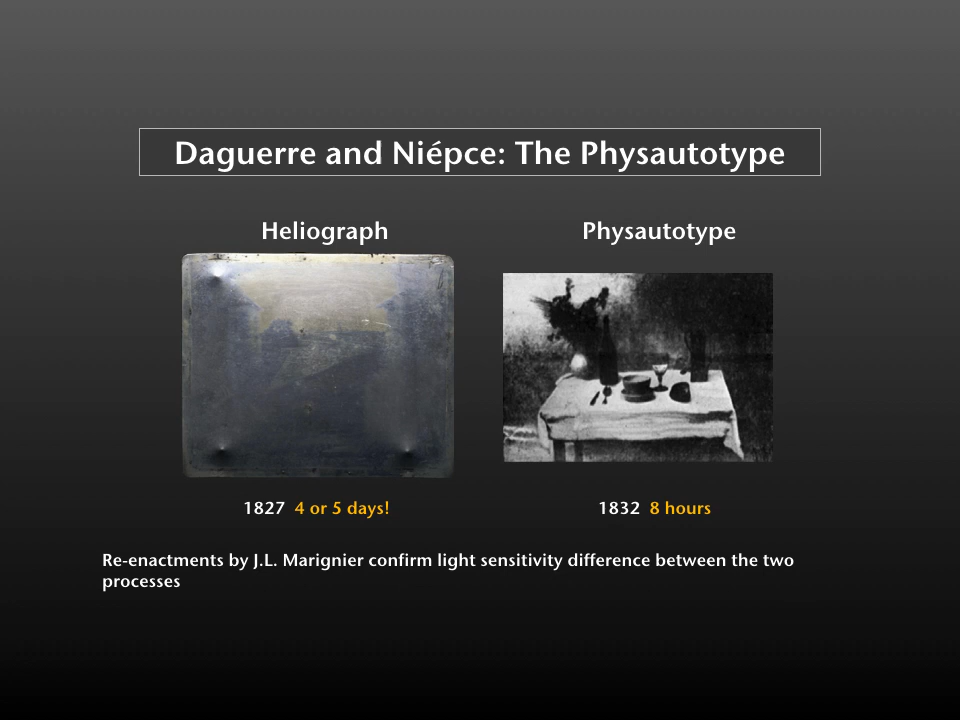 Daguerre and Niépce: The Physautotype
Heliograph
Physautotype
1827  4 or 5 days!
1832  8 hours
Re-enactments by J.L. Marignier confirm light sensitivity difference between the two
processes